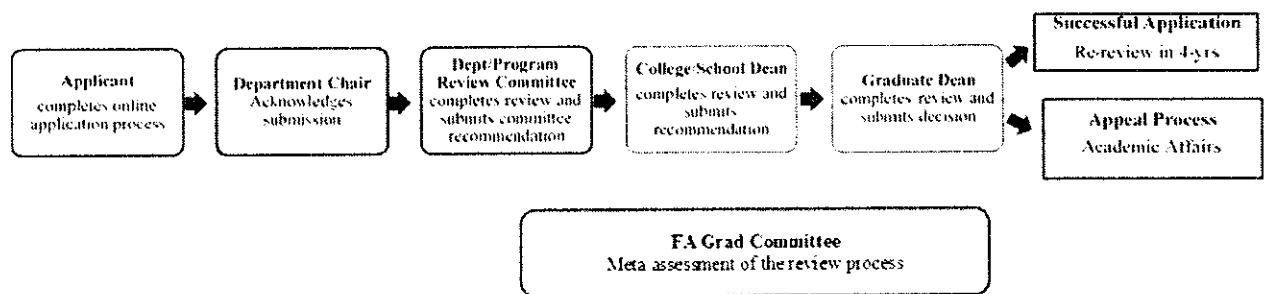 Applicant
completes online
application process
Department Chair
Acknowledges
submission
Dept/Program
Review Committee
completes review and
submits committee
recommendation
College/School Dean
completes review and
submits
recommendation
Graduate Dean
completes review and
submits decision
Successful Application
Re-review in 4-yrs
Appeal Process
Academic Affairs
FA Grad Committee
Meta assessment of the review process